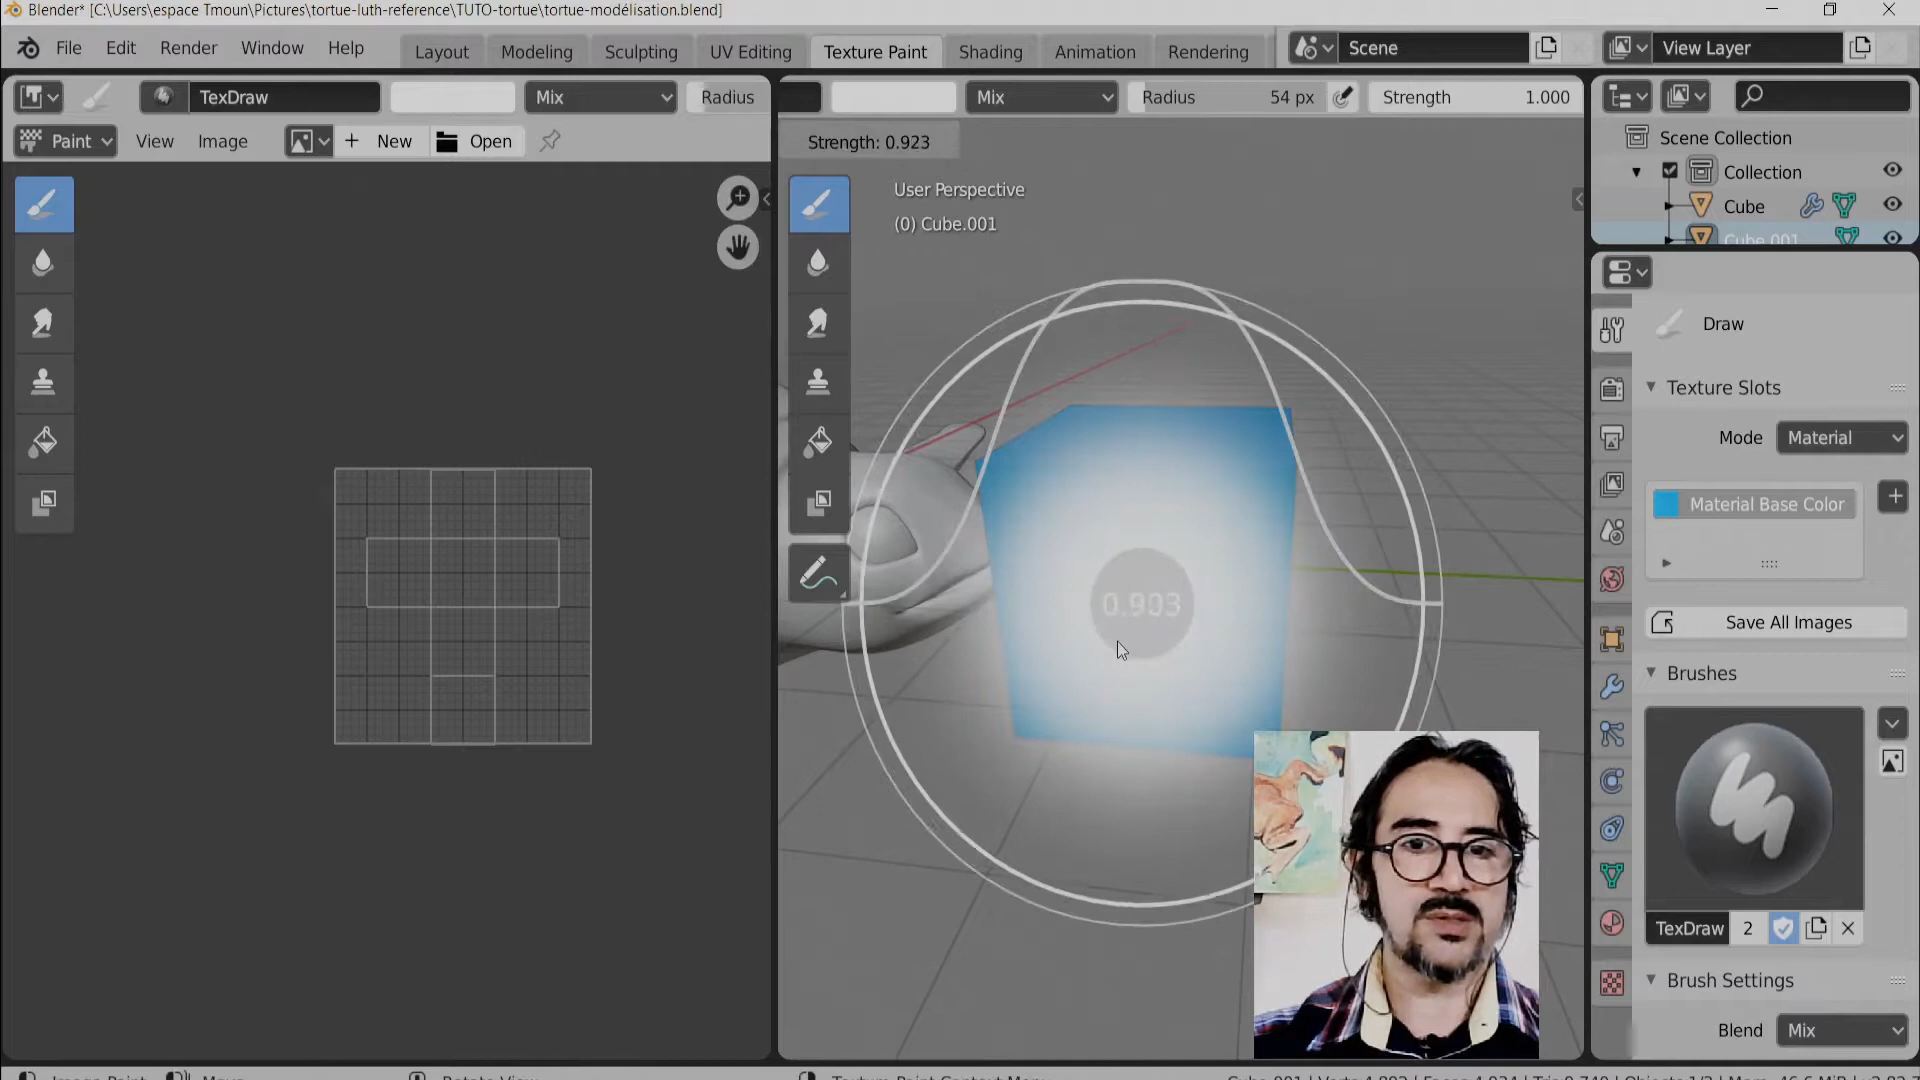 Blender* [C:\Users\espace Tmoun\Pictures\tortue-luth-reference\TUTO-tortue\tortue-modélisation.blend]
File Edit Render Window Help Layout Modeling Sculpting UV Editing Texture Paint Shading Animation Rendering Scene View Layer
TexDraw Mix Radius Mix Radius 54 px Strength 1.000
Paint View Image New Open Strength: 0.923
Scene Collection
Collection
User Perspective
Cube
(0) Cube.001
Cube.001
Draw
Texture Slots
Mode Material
Material Base Color
0.903
Save All Images
Brushes
TexDraw 2
Brush Settings
Blend Mix